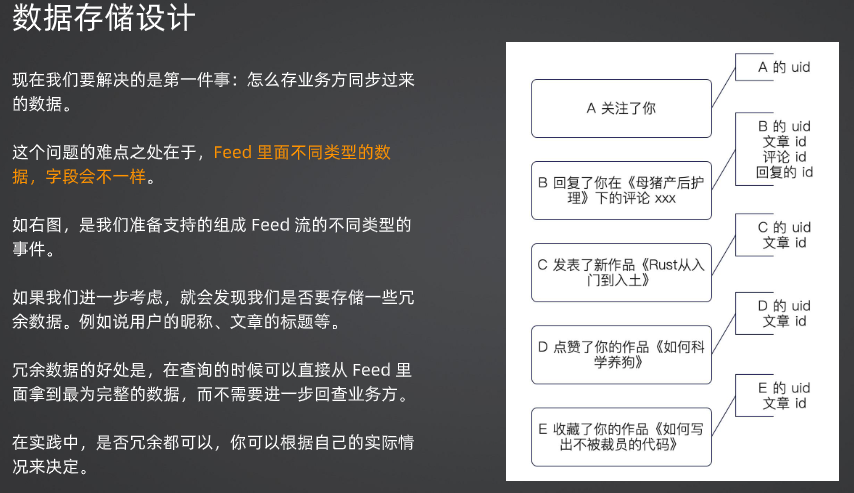 数据存储设计
现在我们要解决的是第一件事：怎么存业务方同步过来
的数据。
这个问题的难点之处在于，Feed 里面不同类型的数
据，字段会不一样。
如右图，是我们准备支持的组成 Feed 流的不同类型的
事件。
如果我们进一步考虑，就会发现我们是否要存储一些冗
余数据。例如说用户的昵称、文章的标题等。
冗余数据的好处是，在查询的时候可以直接从 Feed 里
面拿到最为完整的数据，而不需要进一步回查业务方。
在实践中，是否冗余都可以，你可以根据自己的实际情
况来决定。
A 关注了你
A 的 uid
B 回复了你在《母猪产后护
理》下的评论 xxx
B 的 uid
文章 id
评论 id
回复的 id
C 发表了新作品《Rust从入
门到入土》
C 的 uid
文章 id
D 点赞了你的作品《如何科
学养狗》
D 的 uid
文章 id
E 收藏了你的作品《如何写
出不被裁员的代码》
E 的 uid
文章 id